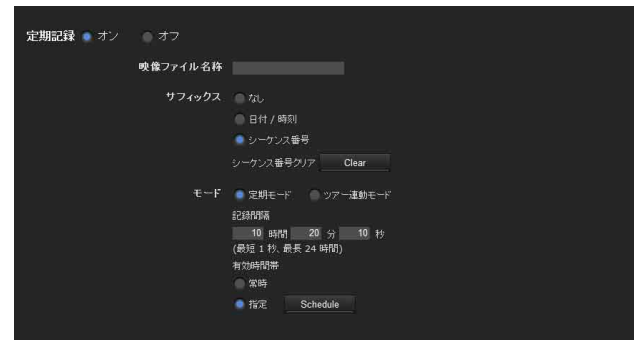 定期記録 オン オフ
映像ファイル名称
サフィックス なし
日付 / 時刻
シーケンス番号
シーケンス番号クリア Clear
モード 定期モード ツアー連動モード
記録間隔
10 時間 20 分 10 秒
(最短 1 秒、最長 24 時間)
有効時間帯
常時
指定 Schedule